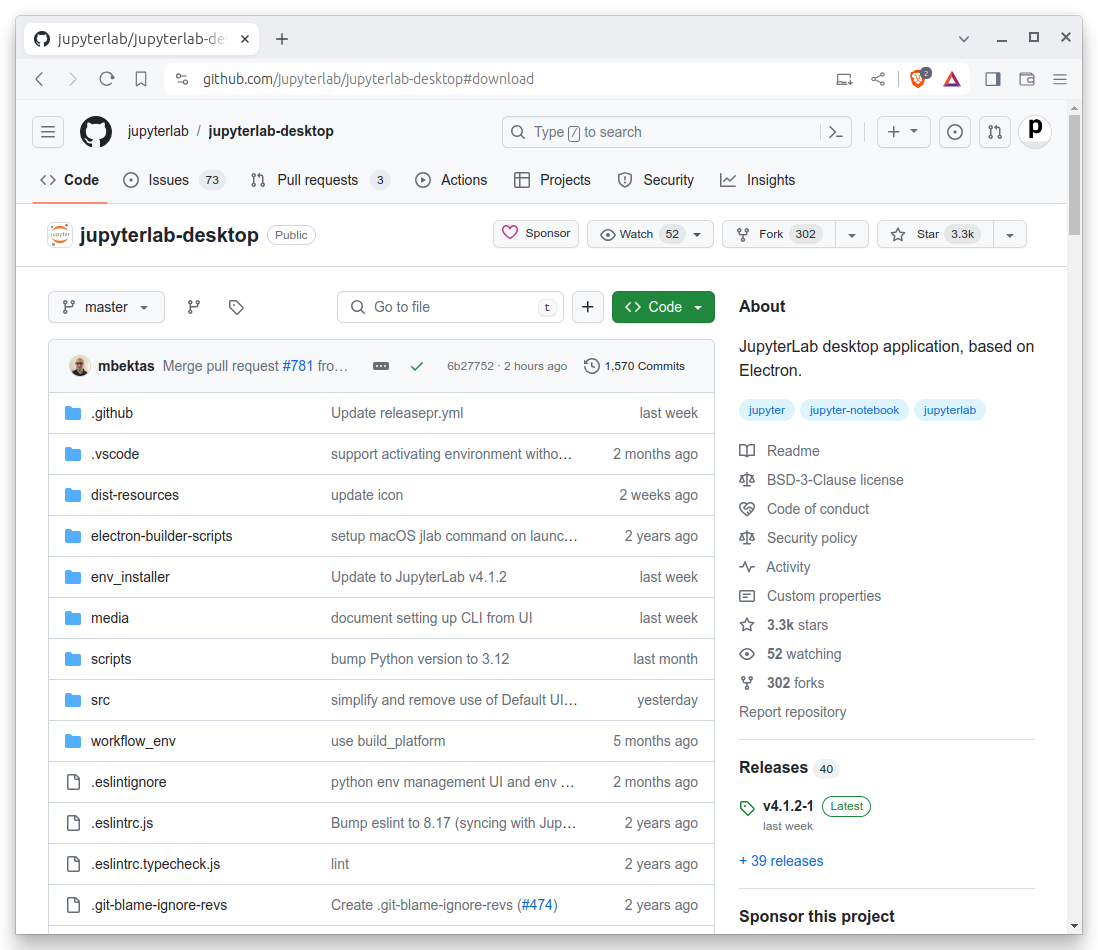 jupyterlab/jupyterlab-de
github.com/jupyterlab/jupyterlab-desktop#download
2
jupyterlab / jupyterlab-desktop
Type / to search
p
Code
Issues 73
Pull requests 3
Actions
Projects
Security
Insights
jupyter
jupyterlab-desktop Public
Sponsor
Watch 52
Fork 302
Star 3.3k
master
Go to file t
Code
mbektas Merge pull request #781 fro… 6b27752 · 2 hours ago 1,570 Commits
.github Update releasepr.yml last week
.vscode support activating environment witho… 2 months ago
dist-resources update icon 2 weeks ago
electron-builder-scripts setup macOS jlab command on launc… 2 years ago
env_installer Update to JupyterLab v4.1.2 last week
media document setting up CLI from UI last week
scripts bump Python version to 3.12 last month
src simplify and remove use of Default UI… yesterday
workflow_env use build_platform 5 months ago
.eslintignore python env management UI and env … 2 months ago
.eslintrc.js Bump eslint to 8.17 (syncing with Jup… 2 years ago
.eslintrc.typecheck.js lint 2 years ago
.git-blame-ignore-revs Create .git-blame-ignore-revs (#474) 2 years ago
About
JupyterLab desktop application, based on
Electron.
jupyter jupyter-notebook jupyterlab
Readme
BSD-3-Clause license
Code of conduct
Security policy
Activity
Custom properties
3.3k stars
52 watching
302 forks
Report repository
Releases 40
v4.1.2-1 Latest
last week
+ 39 releases
Sponsor this project